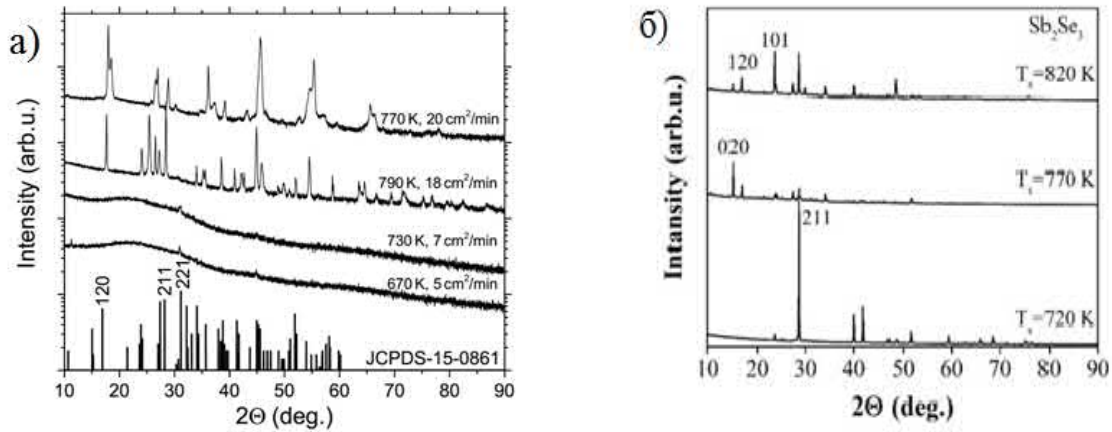 a)
Intensity (arb.u.)
770 K, 20 cm²/min
790 K, 18 cm²/min
730 K, 7 cm²/min
670 K, 5 cm²/min
120
211
221
JCPDS-15-0861
10 20 30 40 50 60 70 80 90
2Θ (deg.)
б)
Intansity (arb.u.)
Sb₂Se₃
120
101
Tₛ=820 K
020
Tₛ=770 K
211
Tₛ=720 K
10 20 30 40 50 60 70 80 90
2Θ (deg.)